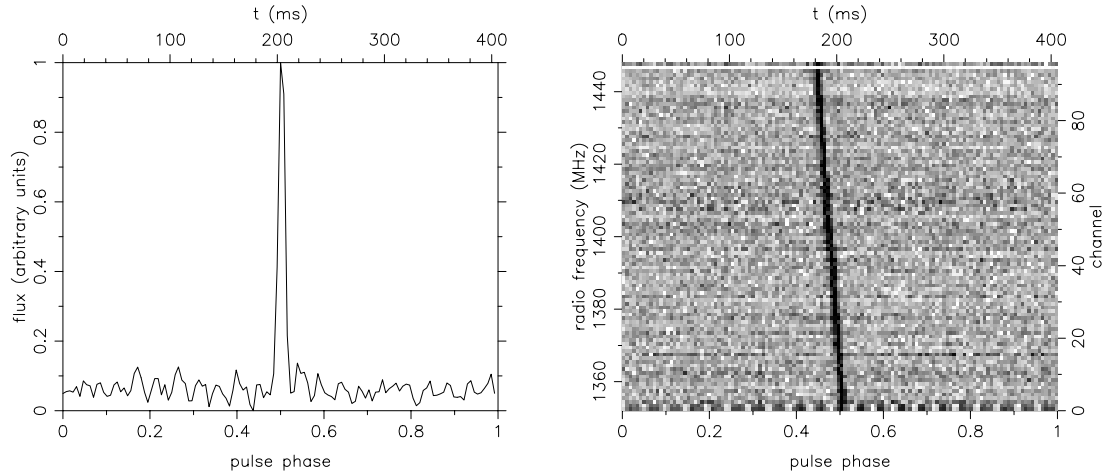 t (ms)
0 100 200 300 400
flux (arbitrary units)
0 0.2 0.4 0.6 0.8 1
0 0.2 0.4 0.6 0.8 1
pulse phase
t (ms)
0 100 200 300 400
radio frequency (MHz)
1360 1380 1400 1420 1440
0 20 40 60 80
channel
0 0.2 0.4 0.6 0.8 1
pulse phase